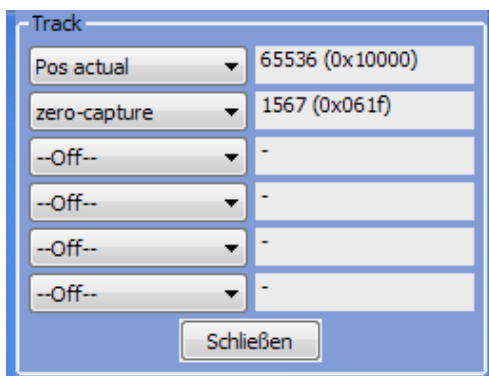 Track
Pos actual 65536 (0x10000)
zero-capture 1567 (0x061f)
--Off-- -
--Off-- -
--Off-- -
--Off-- -
Schließen